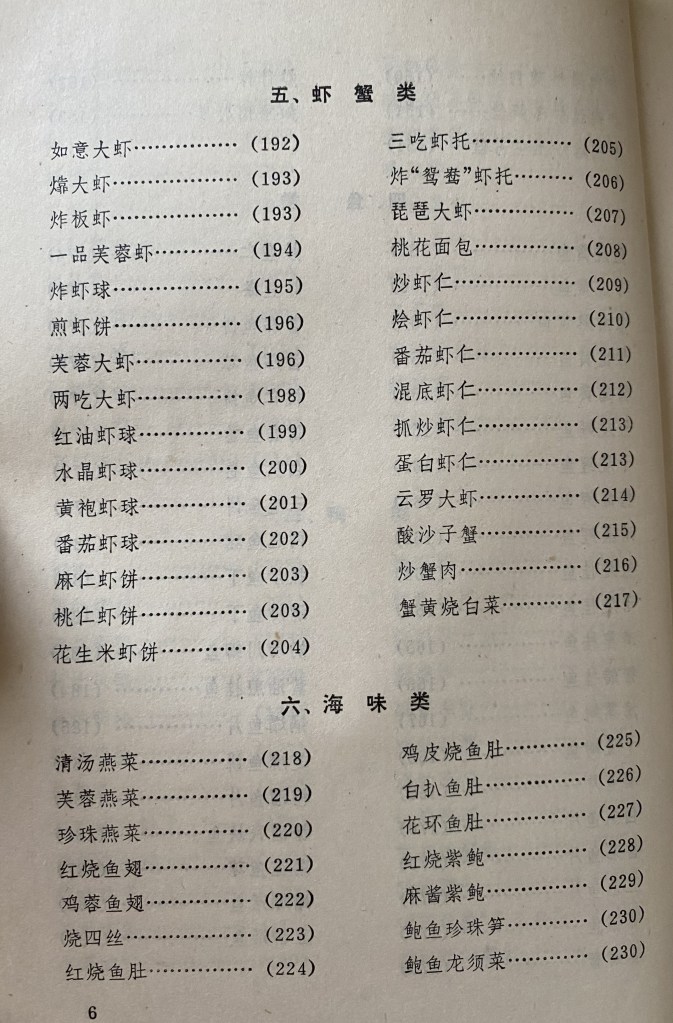 五、虾 蟹 类
如意大虾……………（192）
㸆大虾………………（193）
炸板虾………………（193）
一品芙蓉虾…………（194）
炸虾球………………（195）
煎虾饼………………（196）
芙蓉大虾……………（196）
两吃大虾……………（198）
红油虾球……………（199）
水晶虾球……………（200）
黄袍虾球……………（201）
番茄虾球……………（202）
麻仁虾饼……………（203）
桃仁虾饼……………（203）
花生米虾饼…………（204）
三吃虾托……………（205）
炸“鸳鸯”虾托………（206）
琵琶大虾……………（207）
桃花面包……………（208）
炒虾仁………………（209）
烩虾仁………………（210）
番茄虾仁……………（211）
混底虾仁……………（212）
抓炒虾仁……………（213）
蛋白虾仁……………（213）
云罗大虾……………（214）
酸沙子蟹……………（215）
炒蟹肉………………（216）
蟹黄烧白菜…………（217）
六、海 味 类
清汤燕菜……………（218）
芙蓉燕菜……………（219）
珍珠燕菜……………（220）
红烧鱼翅……………（221）
鸡蓉鱼翅……………（222）
烧四丝………………（223）
红烧鱼肚……………（224）
鸡皮烧鱼肚…………（225）
白扒鱼肚……………（226）
花环鱼肚……………（227）
红烧紫鲍……………（228）
麻酱紫鲍……………（229）
鲍鱼珍珠笋…………（230）
鲍鱼龙须菜…………（230）
6